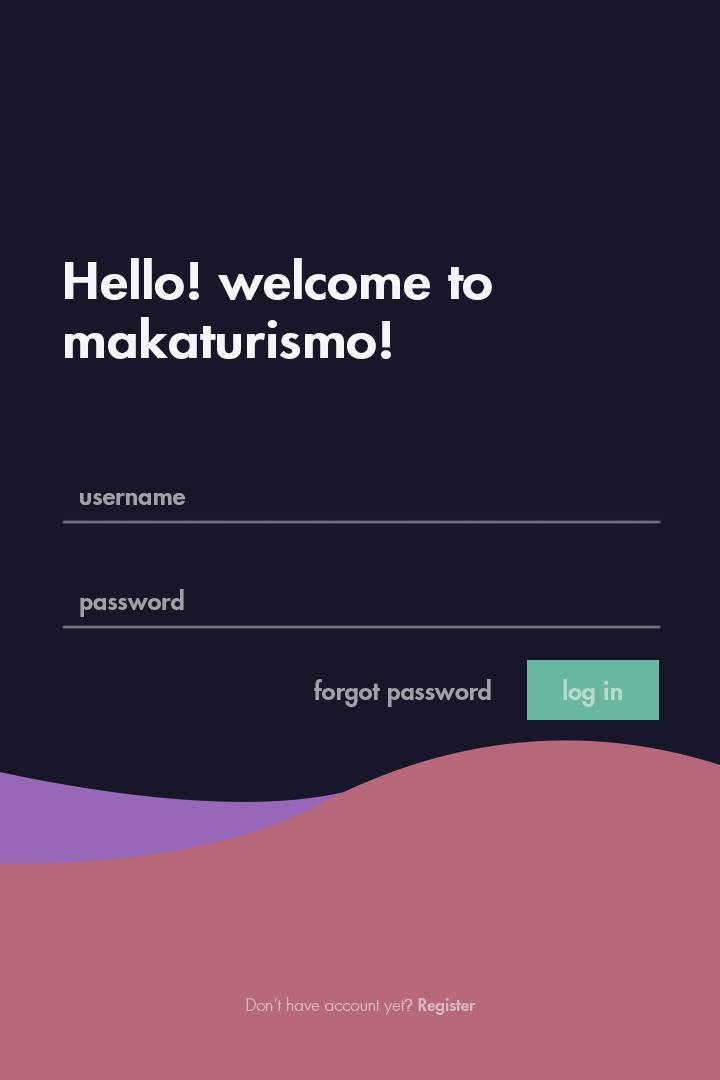 Hello! welcome to
makaturismo!
username
password
forgot password
log in
Don't have account yet? Register